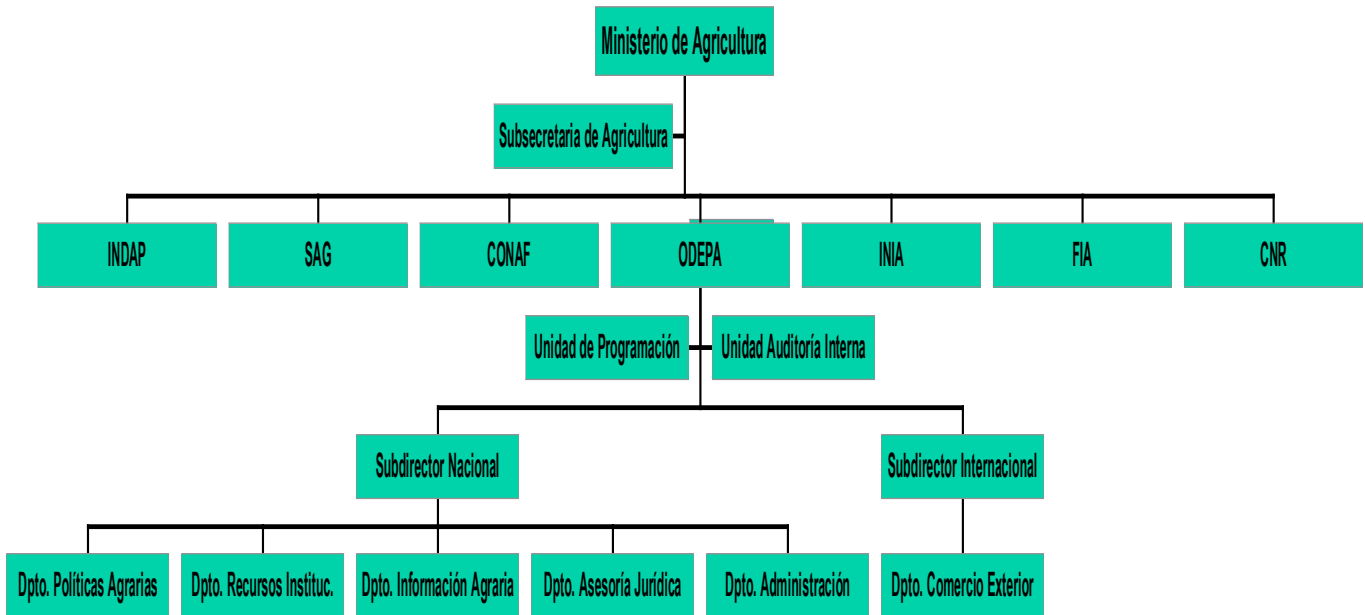 Ministerio de Agricultura
Subsecretaria de Agricultura
INDAP
SAG
CONAF
ODEPA
INIA
FIA
CNR
Unidad de Programación
Unidad Auditoría Interna
Subdirector Nacional
Subdirector Internacional
Dpto. Políticas Agrarias
Dpto. Recursos Instituc.
Dpto. Información Agraria
Dpto. Asesoría Jurídica
Dpto. Administración
Dpto. Comercio Exterior